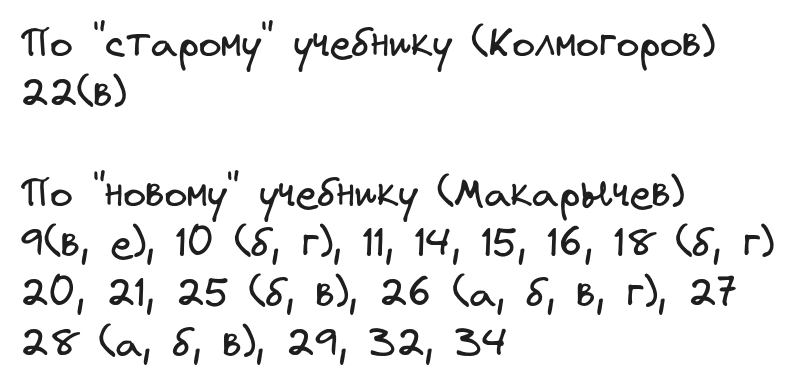 По "старому" учебнику (Колмогоров)
22(в)
По "новому" учебнику (Макарычев)
9(в, е), 10 (б, г), 11, 14, 15, 16, 18 (б, г)
20, 21, 25 (б, в), 26 (а, б, в, г), 27
28 (а, б, в), 29, 32, 34